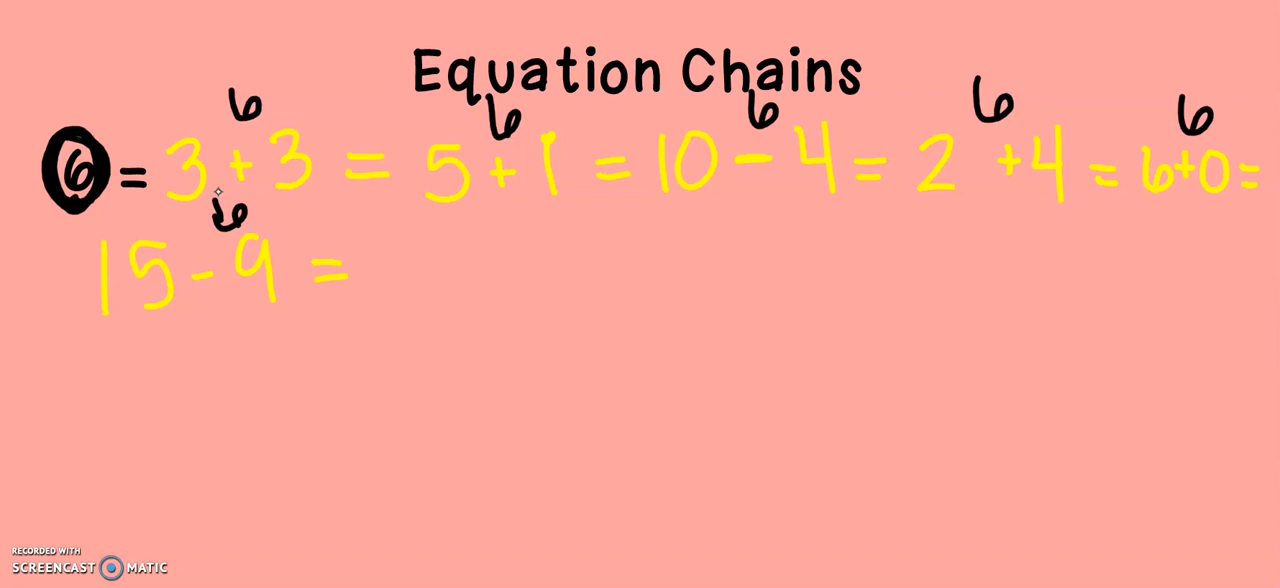 Equation Chains
6 6 6 6 6
6 = 3 + 3 = 5 + 1 = 10 - 4 = 2 + 4 = 6 + 0 =
6
15 - 9 =
RECORDED WITH
SCREENCAST MATIC